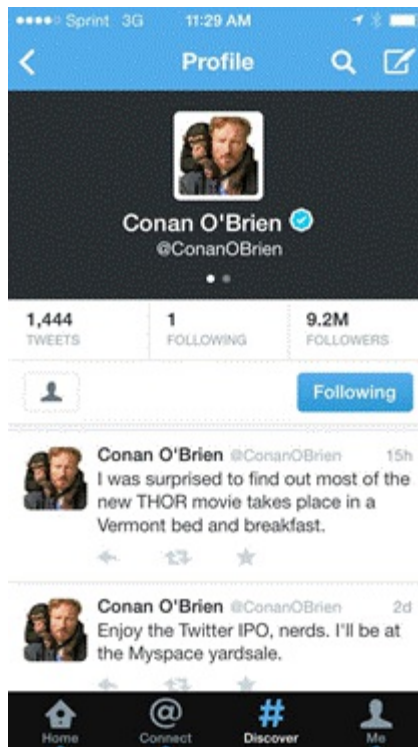 Sprint 3G 11:29 AM
Profile
Conan O'Brien
@ConanOBrien
1,444 1 9.2M
TWEETS FOLLOWING FOLLOWERS
Following
Conan O'Brien @ConanOBrien 15h
I was surprised to find out most of the
new THOR movie takes place in a
Vermont bed and breakfast.
Conan O'Brien @ConanOBrien 2d
Enjoy the Twitter IPO, nerds. I'll be at
the Myspace yardsale.
Home Connect Discover Me